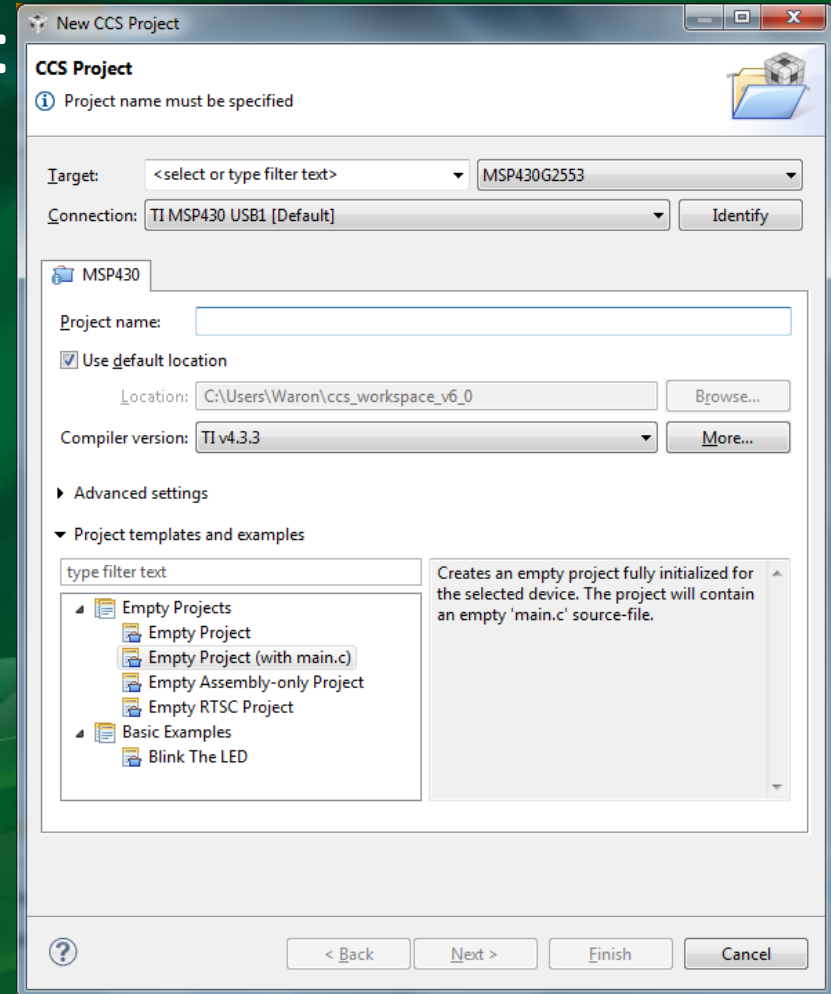 New CCS Project
CCS Project
Project name must be specified
Target: <select or type filter text> MSP430G2553
Connection: TI MSP430 USB1 [Default] Identify
MSP430
Project name:
Use default location
Location: C:\Users\Waron\ccs_workspace_v6_0 Browse...
Compiler version: TI v4.3.3 More...
Advanced settings
Project templates and examples
type filter text
Empty Projects
Empty Project
Empty Project (with main.c)
Empty Assembly-only Project
Empty RTSC Project
Basic Examples
Blink The LED
Creates an empty project fully initialized for
the selected device. The project will contain
an empty 'main.c' source-file.
< Back Next > Finish Cancel